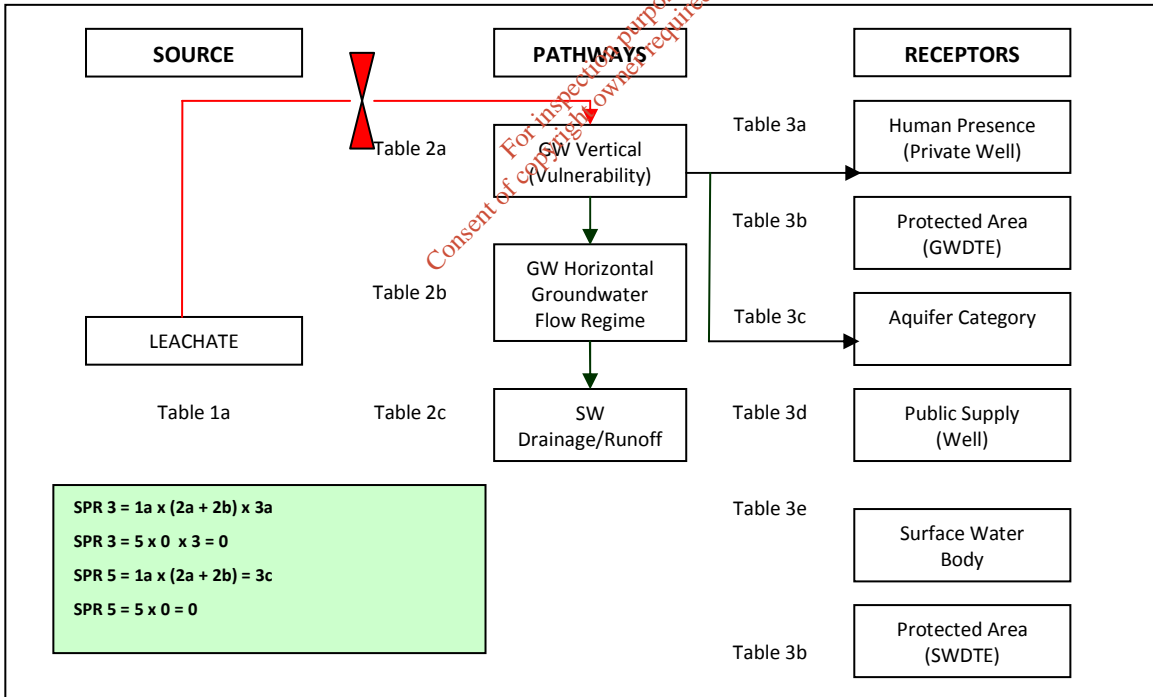 SOURCE
PATHWAYS
RECEPTORS
For inspection purpo
Consent of copyright owner require
Table 2a
GW Vertical
(Vulnerability)
Table 3a
Human Presence
(Private Well)
Table 3b
Protected Area
(GWDTE)
Table 2b
GW Horizontal
Groundwater
Flow Regime
Table 3c
Aquifer Category
LEACHATE
Table 1a
Table 2c
SW
Drainage/Runoff
Table 3d
Public Supply
(Well)
SPR 3 = 1a x (2a + 2b) x 3a
SPR 3 = 5 x 0 x 3 = 0
SPR 5 = 1a x (2a + 2b) = 3c
SPR 5 = 5 x 0 = 0
Table 3e
Surface Water
Body
Table 3b
Protected Area
(SWDTE)